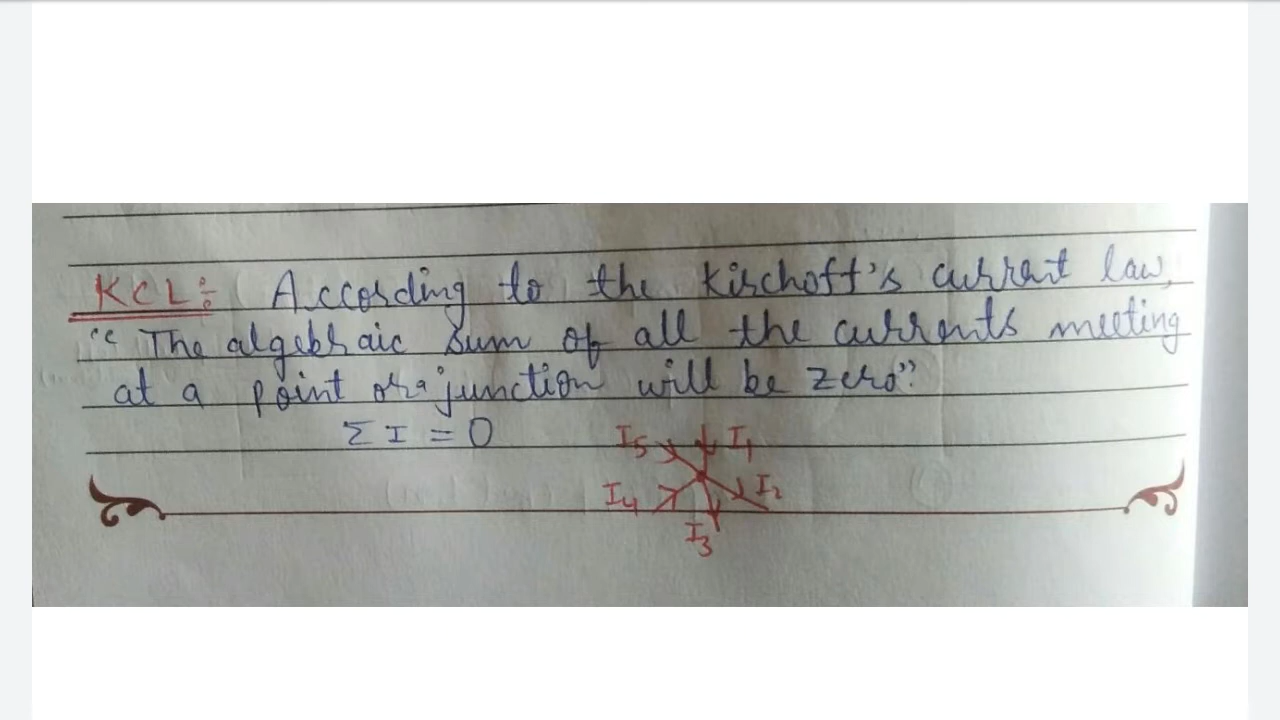 KCL:- According to the Kirchoff's current law,
"The algebraic sum of all the currents meeting
at a point or a junction will be zero".
Σ I = 0
I5 I1
I4 I2
I3